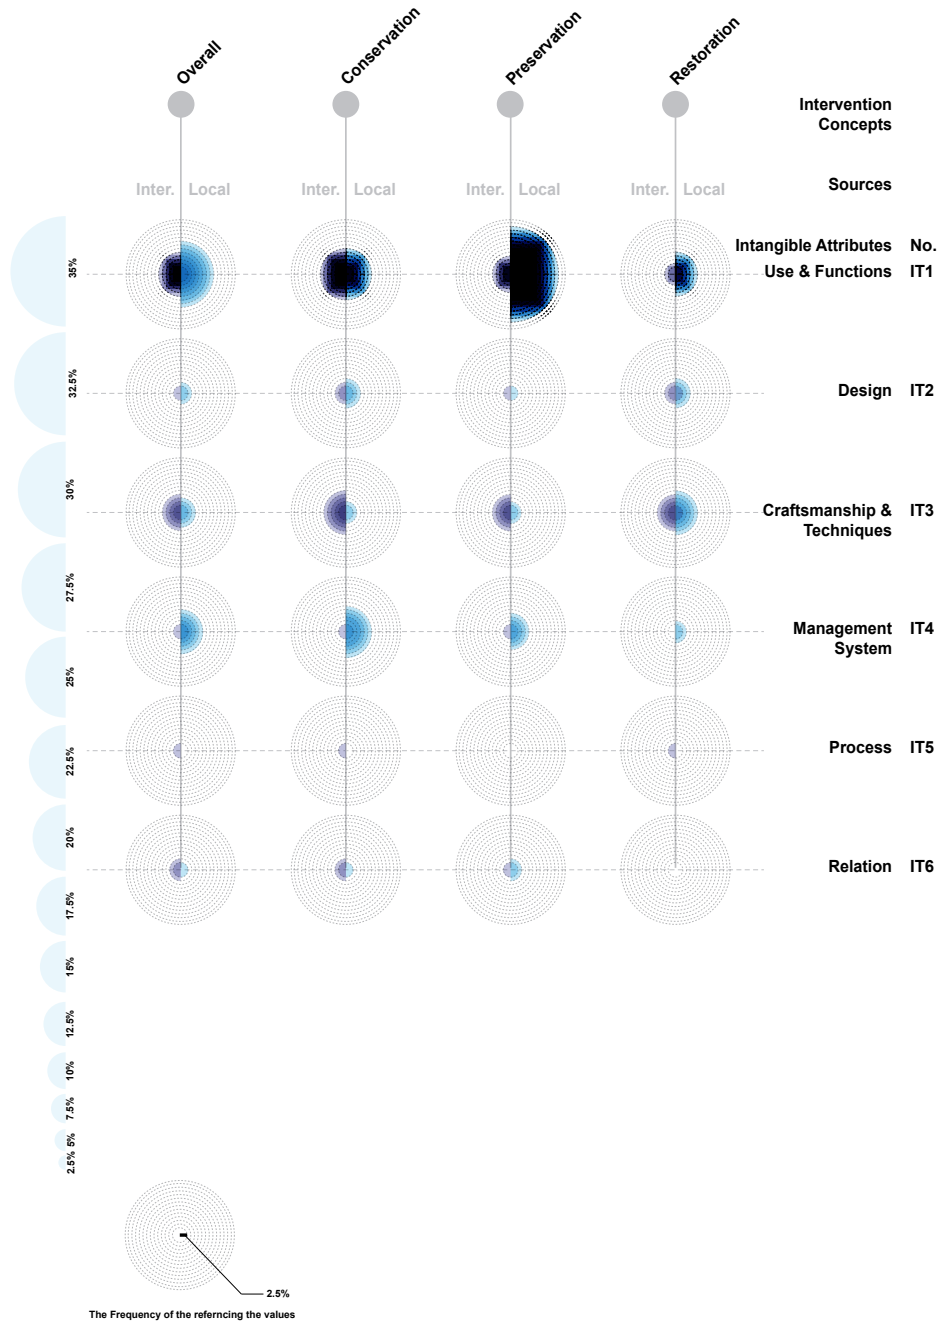 Overall
Conservation
Preservation
Restoration
Intervention
Concepts
Inter. Local
Inter. Local
Inter. Local
Inter. Local
Sources
Intangible Attributes No.
Use & Functions IT1
Design IT2
Craftsmanship & IT3
Techniques
Management IT4
System
Process IT5
Relation IT6
35%
32.5%
30%
27.5%
25%
22.5%
20%
17.5%
15%
12.5%
10%
7.5%
5%
2.5%
2.5%
The Frequency of the referncing the values